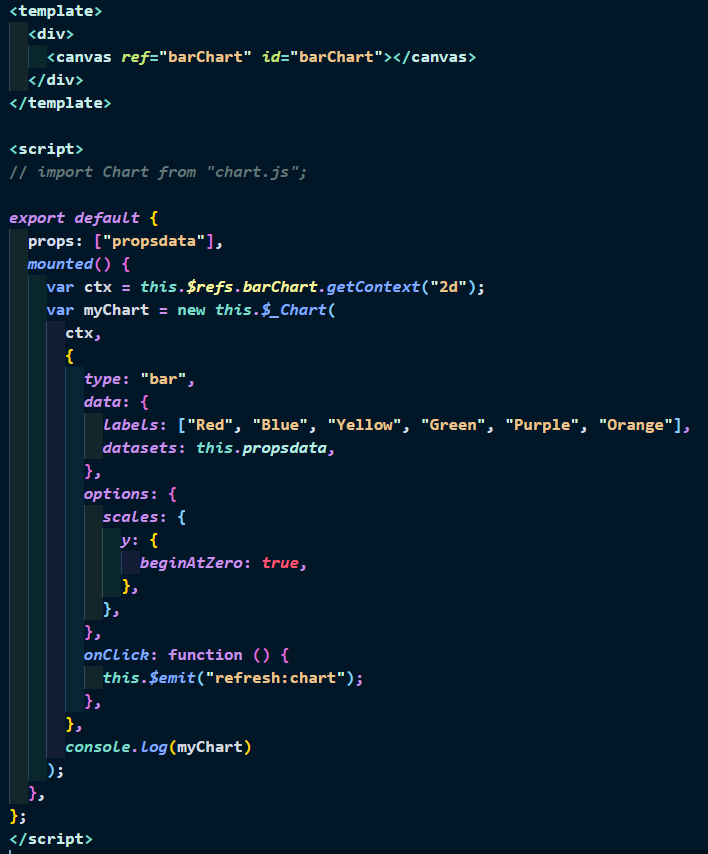 <template>
  <div>
    <canvas ref="barChart" id="barChart"></canvas>
  </div>
</template>

<script>
// import Chart from "chart.js";

export default {
  props: ["propsdata"],
  mounted() {
    var ctx = this.$refs.barChart.getContext("2d");
    var myChart = new this.$_Chart(
      ctx,
      {
        type: "bar",
        data: {
          labels: ["Red", "Blue", "Yellow", "Green", "Purple", "Orange"],
          datasets: this.propsdata,
        },
        options: {
          scales: {
            y: {
              beginAtZero: true,
            },
          },
        },
        onClick: function () {
          this.$emit("refresh:chart");
        },
      },
      console.log(myChart)
    );
  },
};
</script>